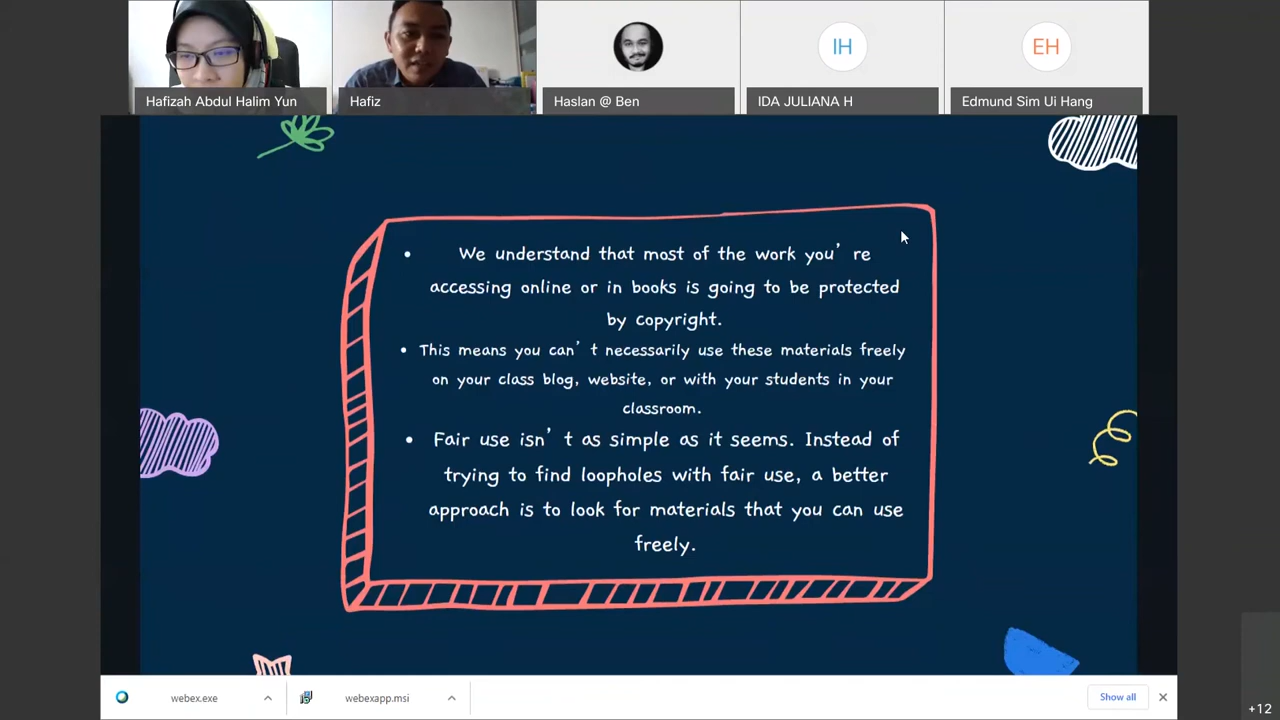 Hafizah Abdul Halim Yun
Hafiz
Haslan @ Ben
IH
IDA JULIANA H
EH
Edmund Sim Ui Hang
• We understand that most of the work you’ re
accessing online or in books is going to be protected
by copyright.
• This means you can’ t necessarily use these materials freely
on your class blog, website, or with your students in your
classroom.
• Fair use isn’ t as simple as it seems. Instead of
trying to find loopholes with fair use, a better
approach is to look for materials that you can use
freely.
webex.exe
webexapp.msi
Show all
+12